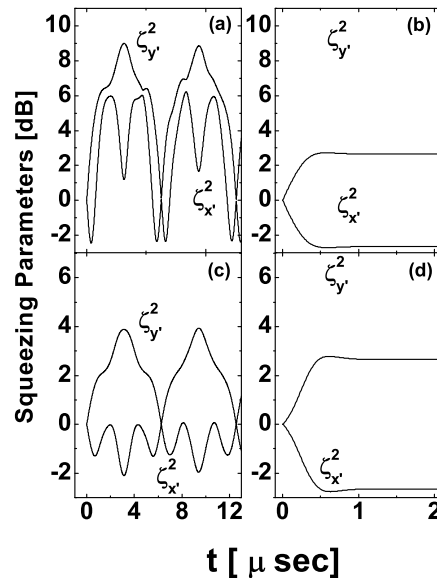 Squeezing Parameters [dB]
(a)
ζ²y'
ζ²x'
10
8
6
4
2
0
-2
(b)
ζ²y'
ζ²x'
10
8
6
4
2
0
-2
(c)
ζ²y'
ζ²x'
6
4
2
0
-2
0 4 8 12
(d)
ζ²y'
ζ²x'
6
4
2
0
-2
0 1 2
t [ μ sec]